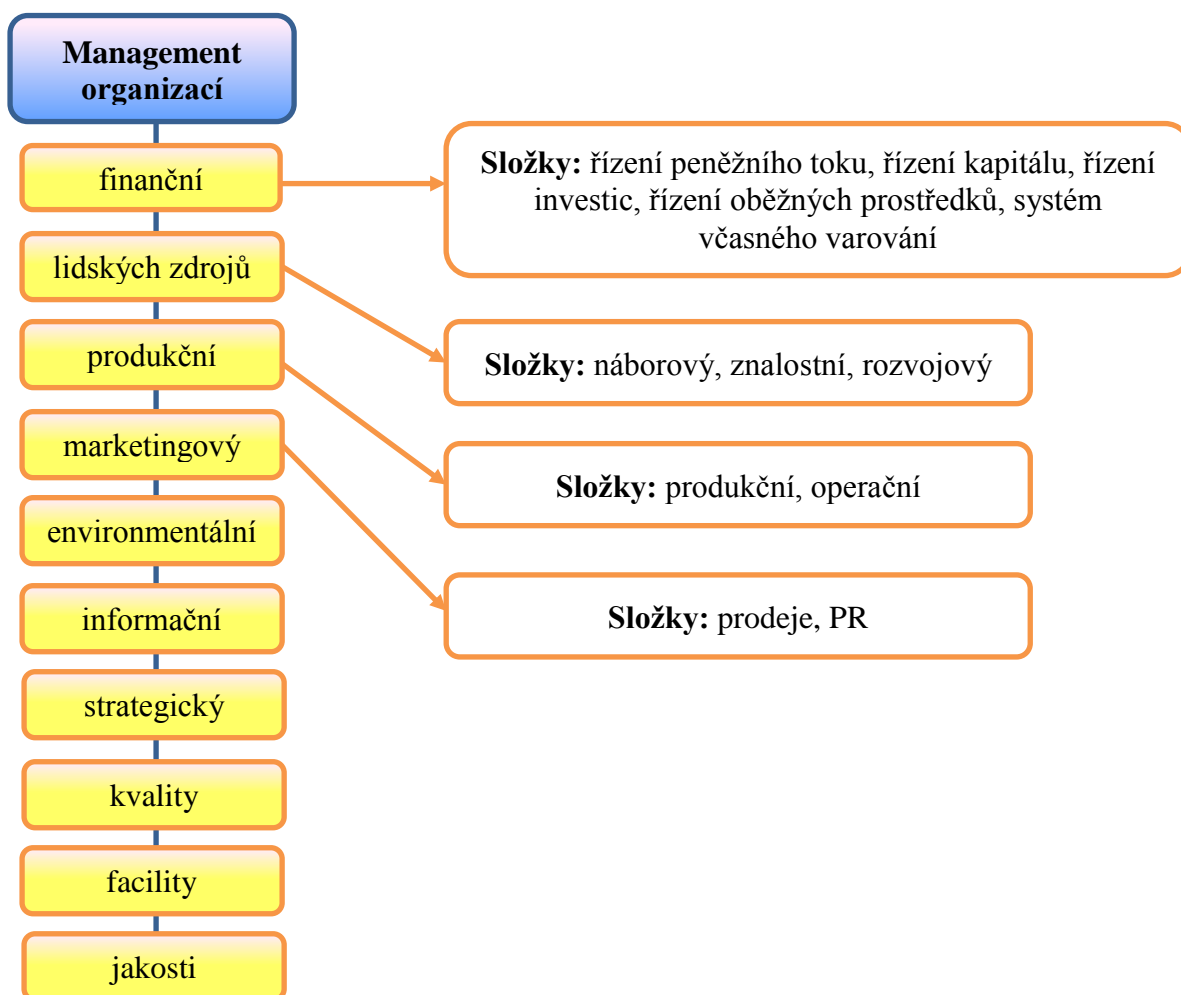 Management
organizací
finanční
Složky: řízení peněžního toku, řízení kapitálu, řízení
investic, řízení oběžných prostředků, systém
včasného varování
lidských zdrojů
Složky: náborový, znalostní, rozvojový
produkční
Složky: produkční, operační
marketingový
Složky: prodeje, PR
environmentální
informační
strategický
kvality
facility
jakosti